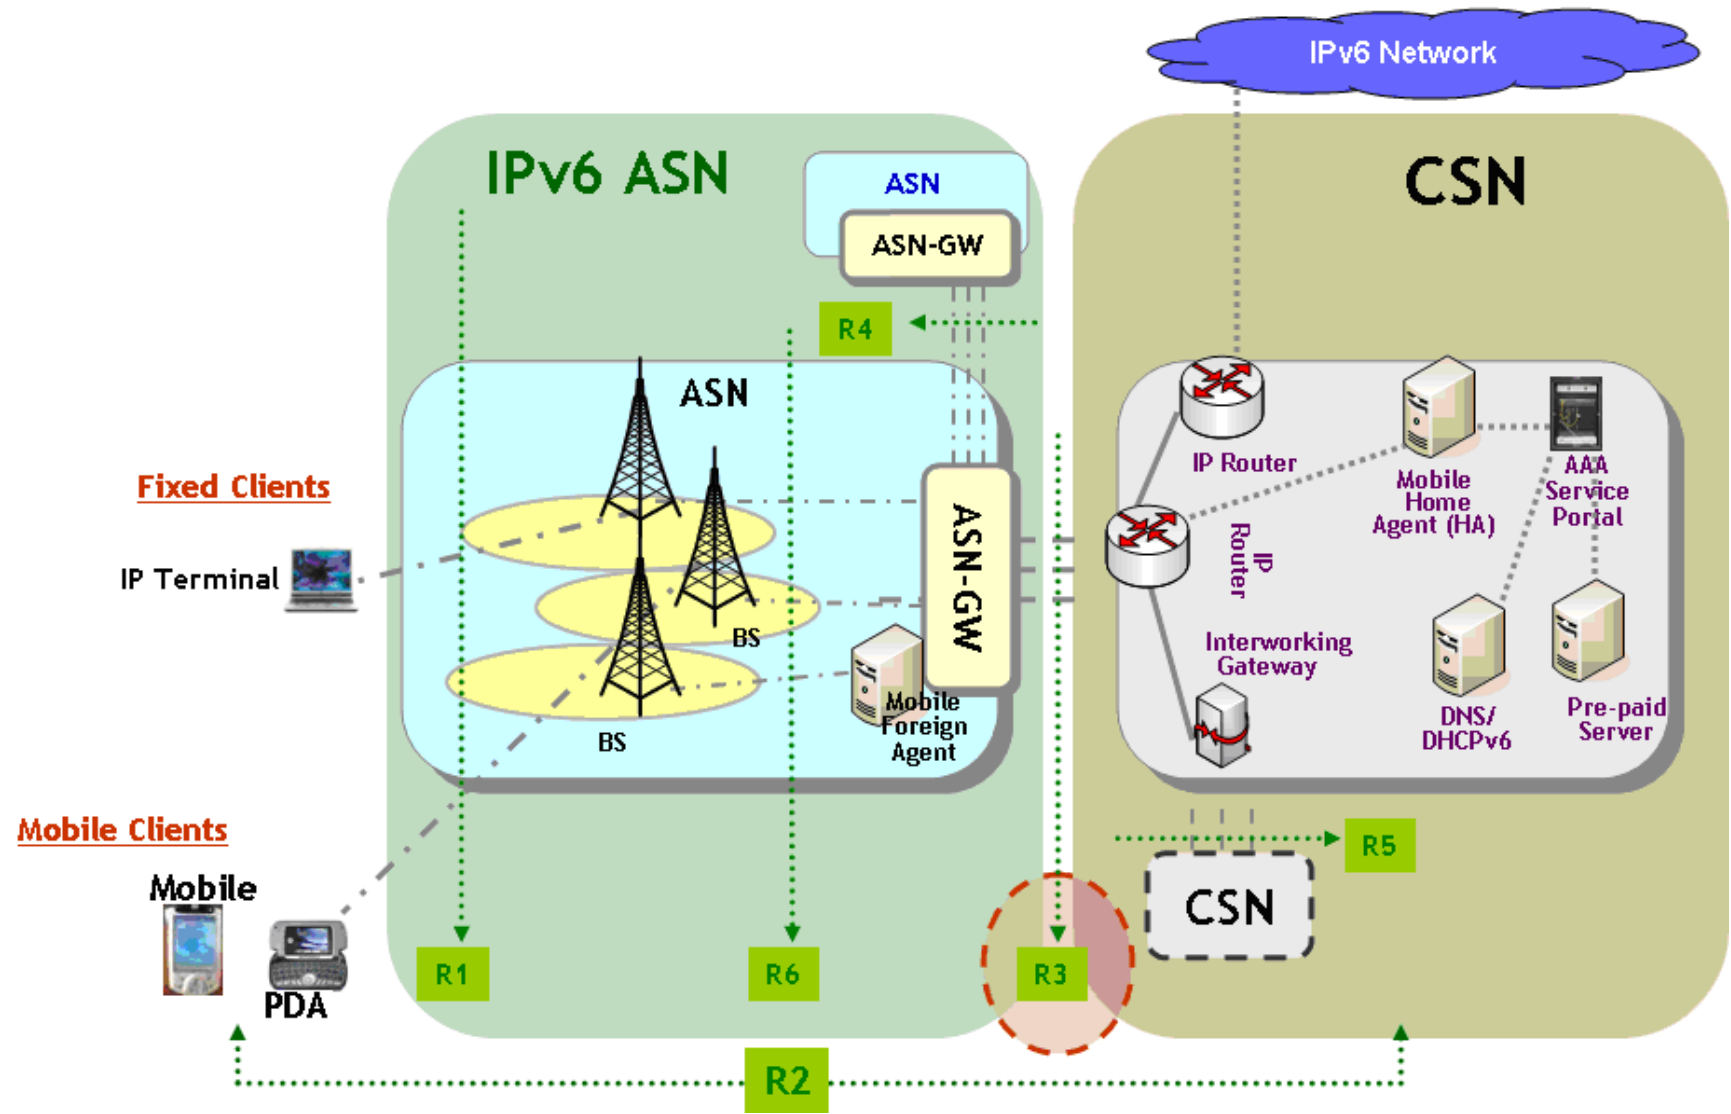 IPv6 Network
IPv6 ASN
CSN
ASN
ASN-GW
R4
ASN
IP Router
Mobile
Home
Agent (HA)
AAA
Service
Portal
Fixed Clients
IP Terminal
ASN-GW
IP
Router
BS
Interworking
Gateway
Mobile
Foreign
Agent
BS
DNS/
DHCPv6
Pre-paid
Server
Mobile Clients
Mobile
PDA
R5
CSN
R1
R6
R3
R2